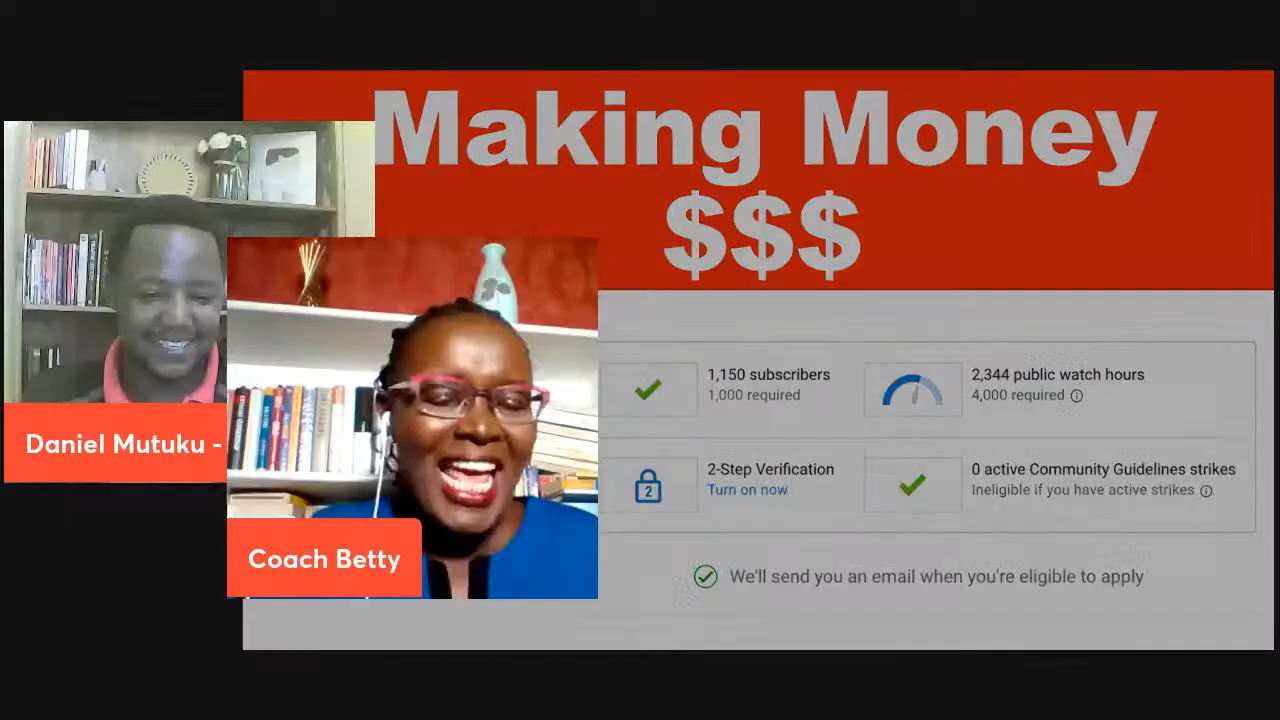 Making Money
$$$
Daniel Mutuku -
Coach Betty
1,150 subscribers
1,000 required
2,344 public watch hours
4,000 required
2
2-Step Verification
Turn on now
0 active Community Guidelines strikes
Ineligible if you have active strikes
We'll send you an email when you're eligible to apply